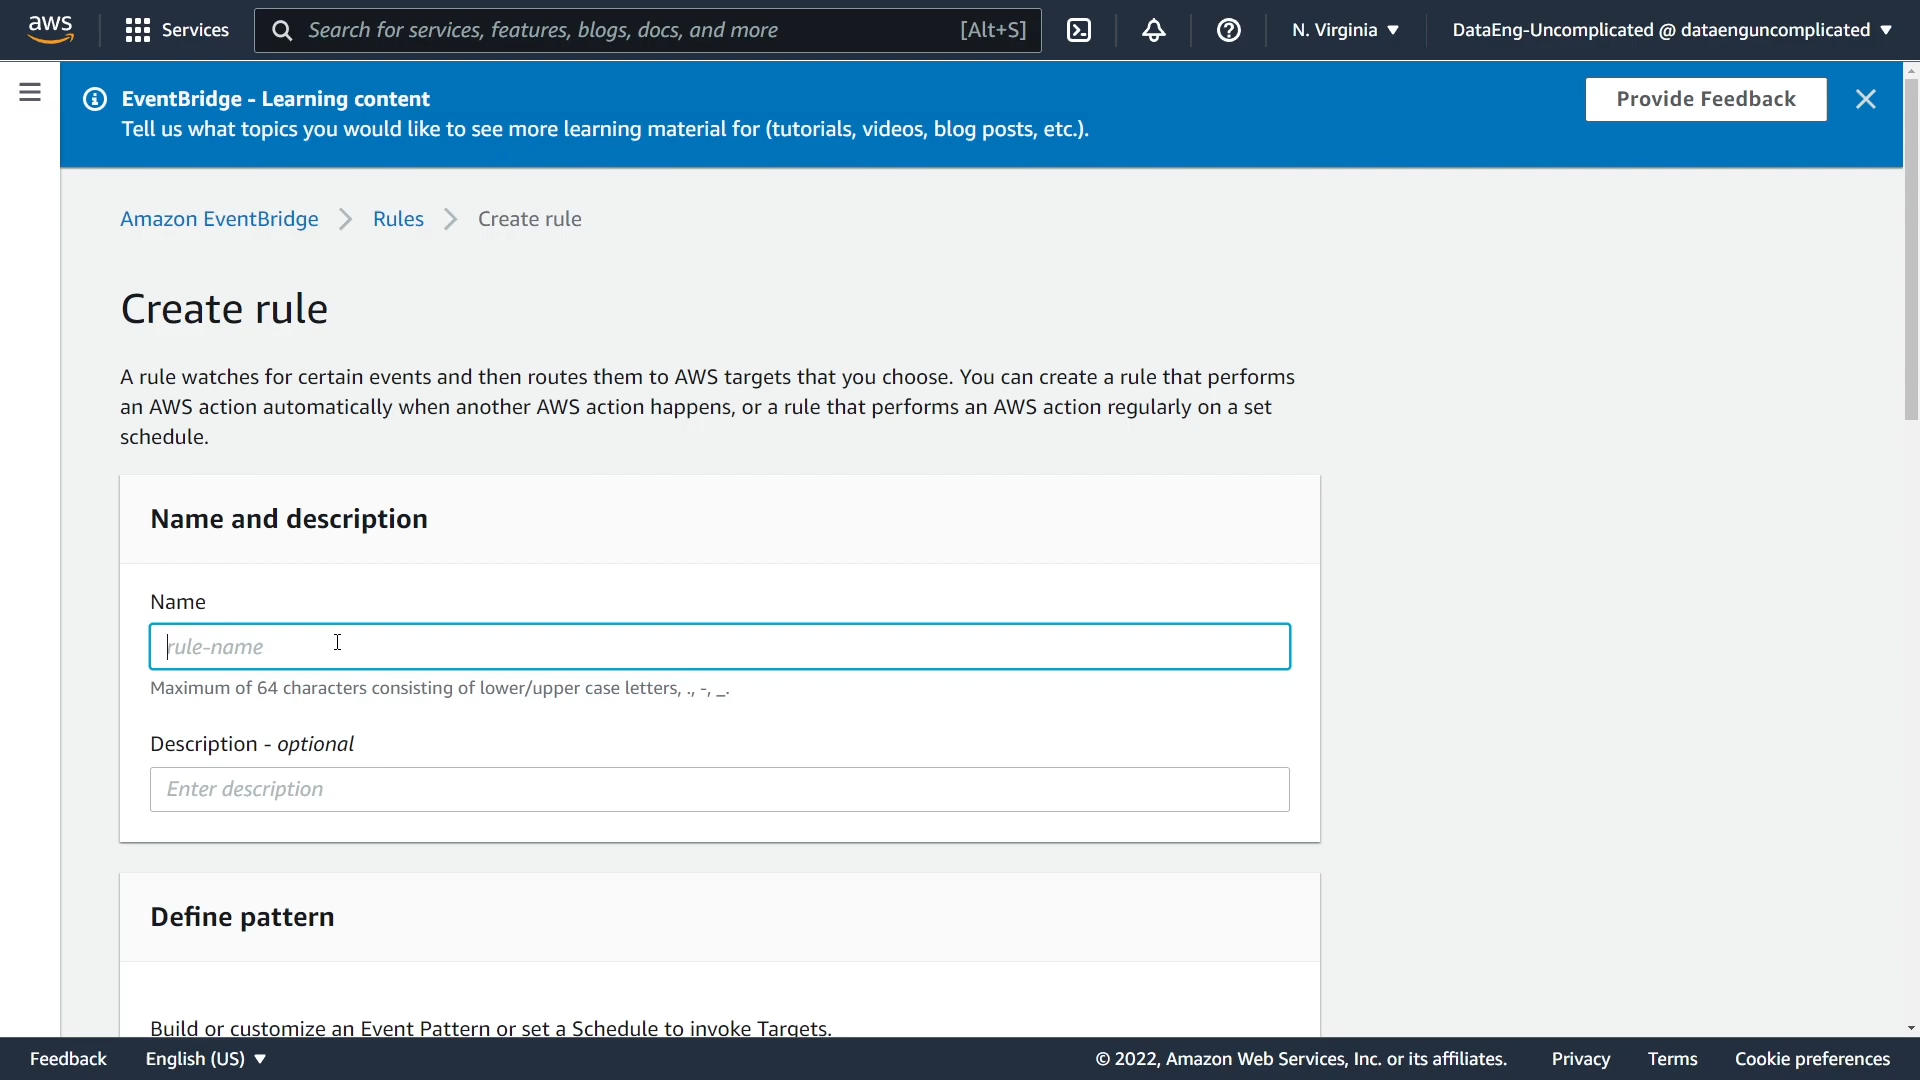 aws
Services
Search for services, features, blogs, docs, and more
[Alt+S]
N. Virginia
DataEng-Uncomplicated @ dataenguncomplicated
EventBridge - Learning content
Tell us what topics you would like to see more learning material for (tutorials, videos, blog posts, etc.).
Provide Feedback
Amazon EventBridge
Rules
Create rule
Create rule
A rule watches for certain events and then routes them to AWS targets that you choose. You can create a rule that performs
an AWS action automatically when another AWS action happens, or a rule that performs an AWS action regularly on a set
schedule.
Name and description
Name
rule-name
Maximum of 64 characters consisting of lower/upper case letters, ., -, _.
Description - optional
Enter description
Define pattern
Build or customize an Event Pattern or set a Schedule to invoke Targets.
Feedback
English (US)
© 2022, Amazon Web Services, Inc. or its affiliates.
Privacy
Terms
Cookie preferences